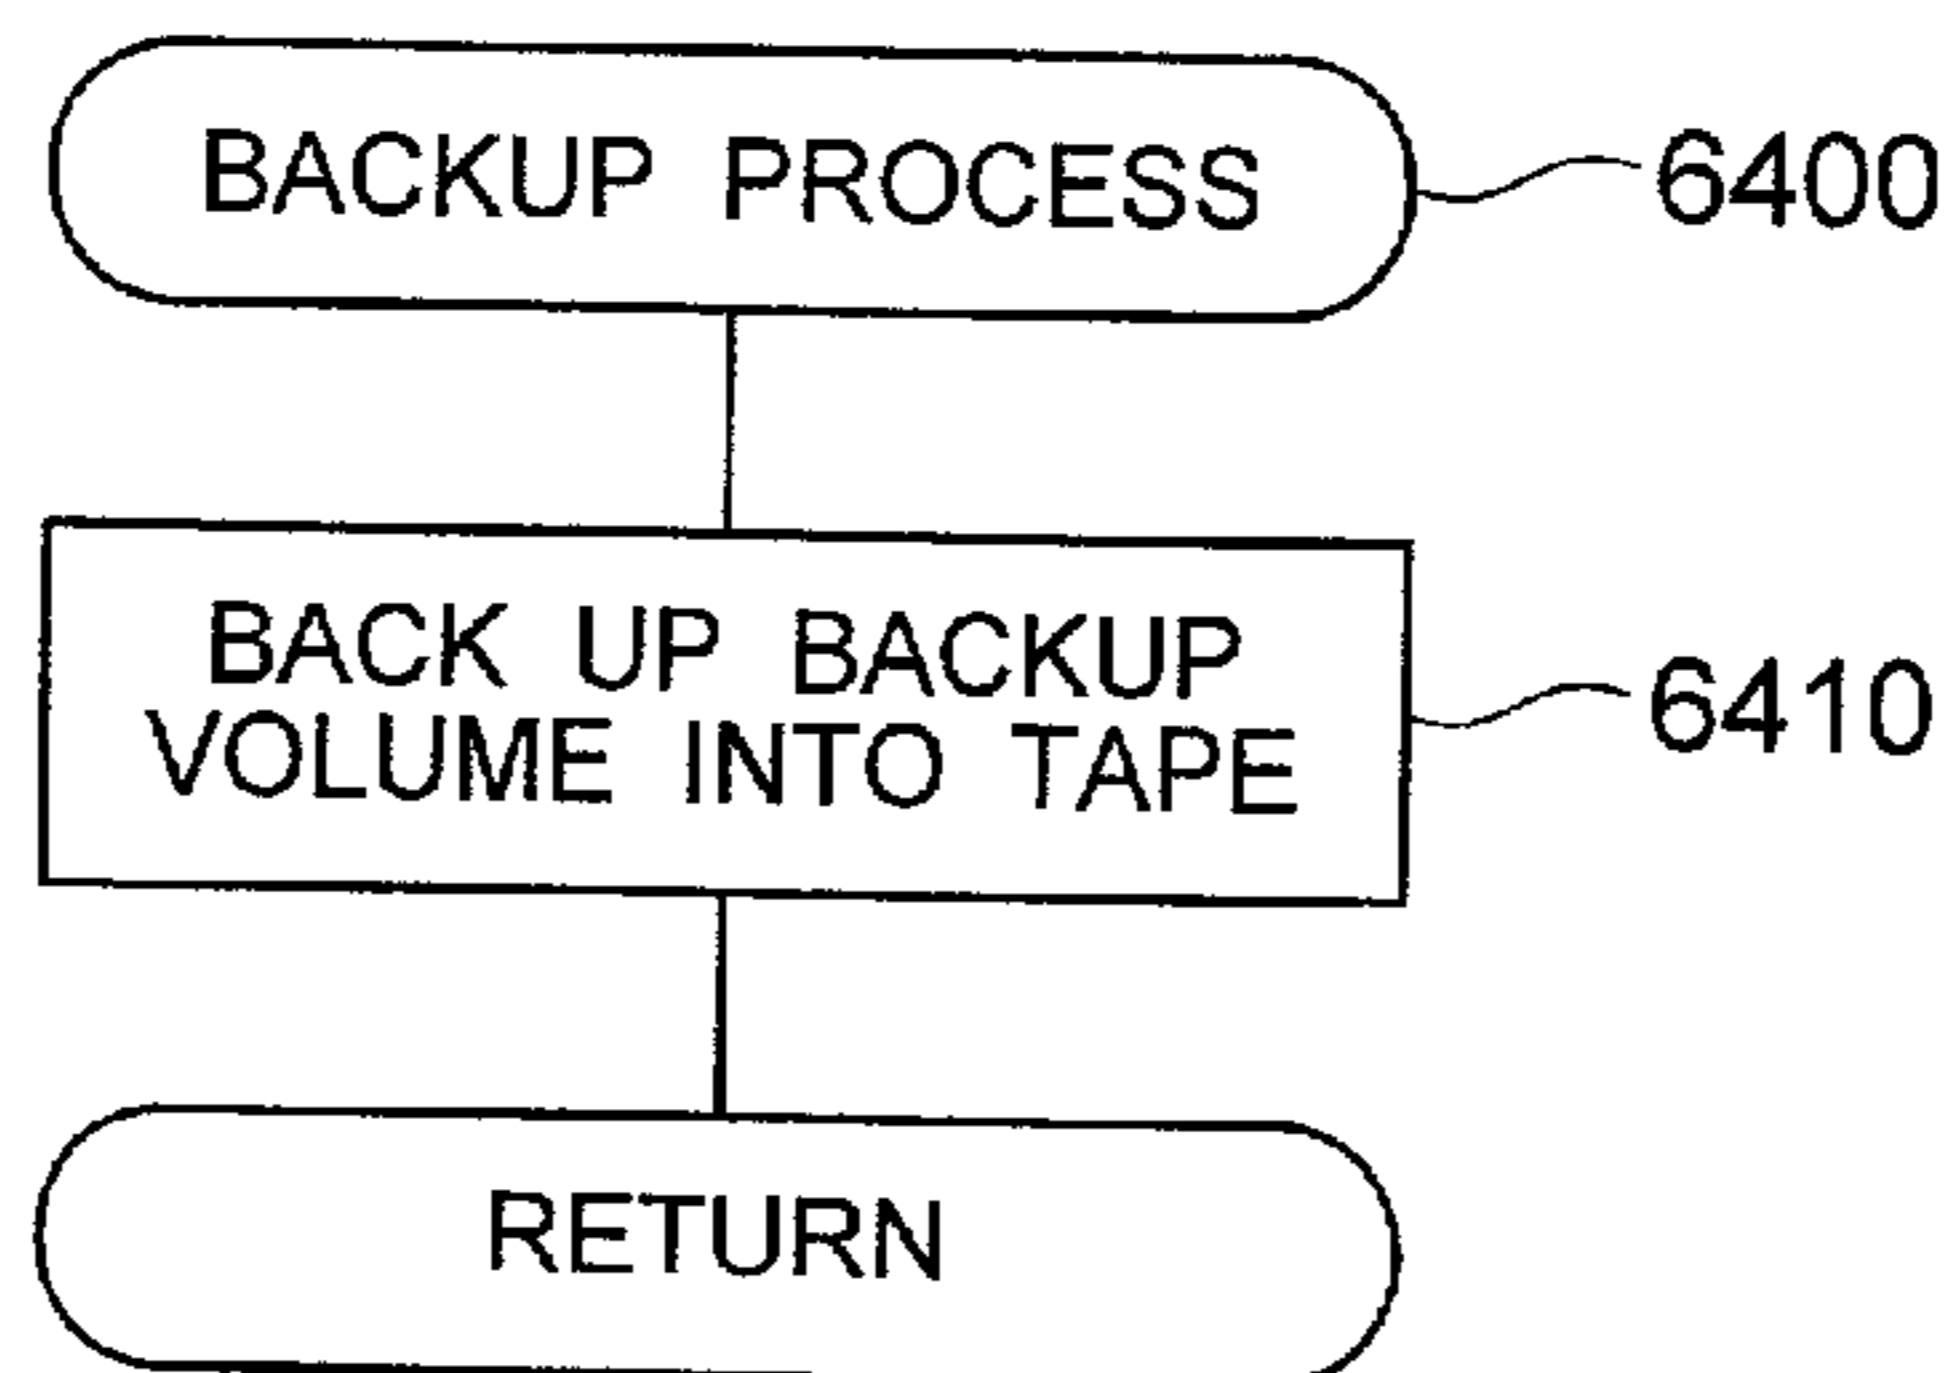 BACKUP PROCESS
6400
BACK UP BACKUP
VOLUME INTO TAPE
6410
RETURN